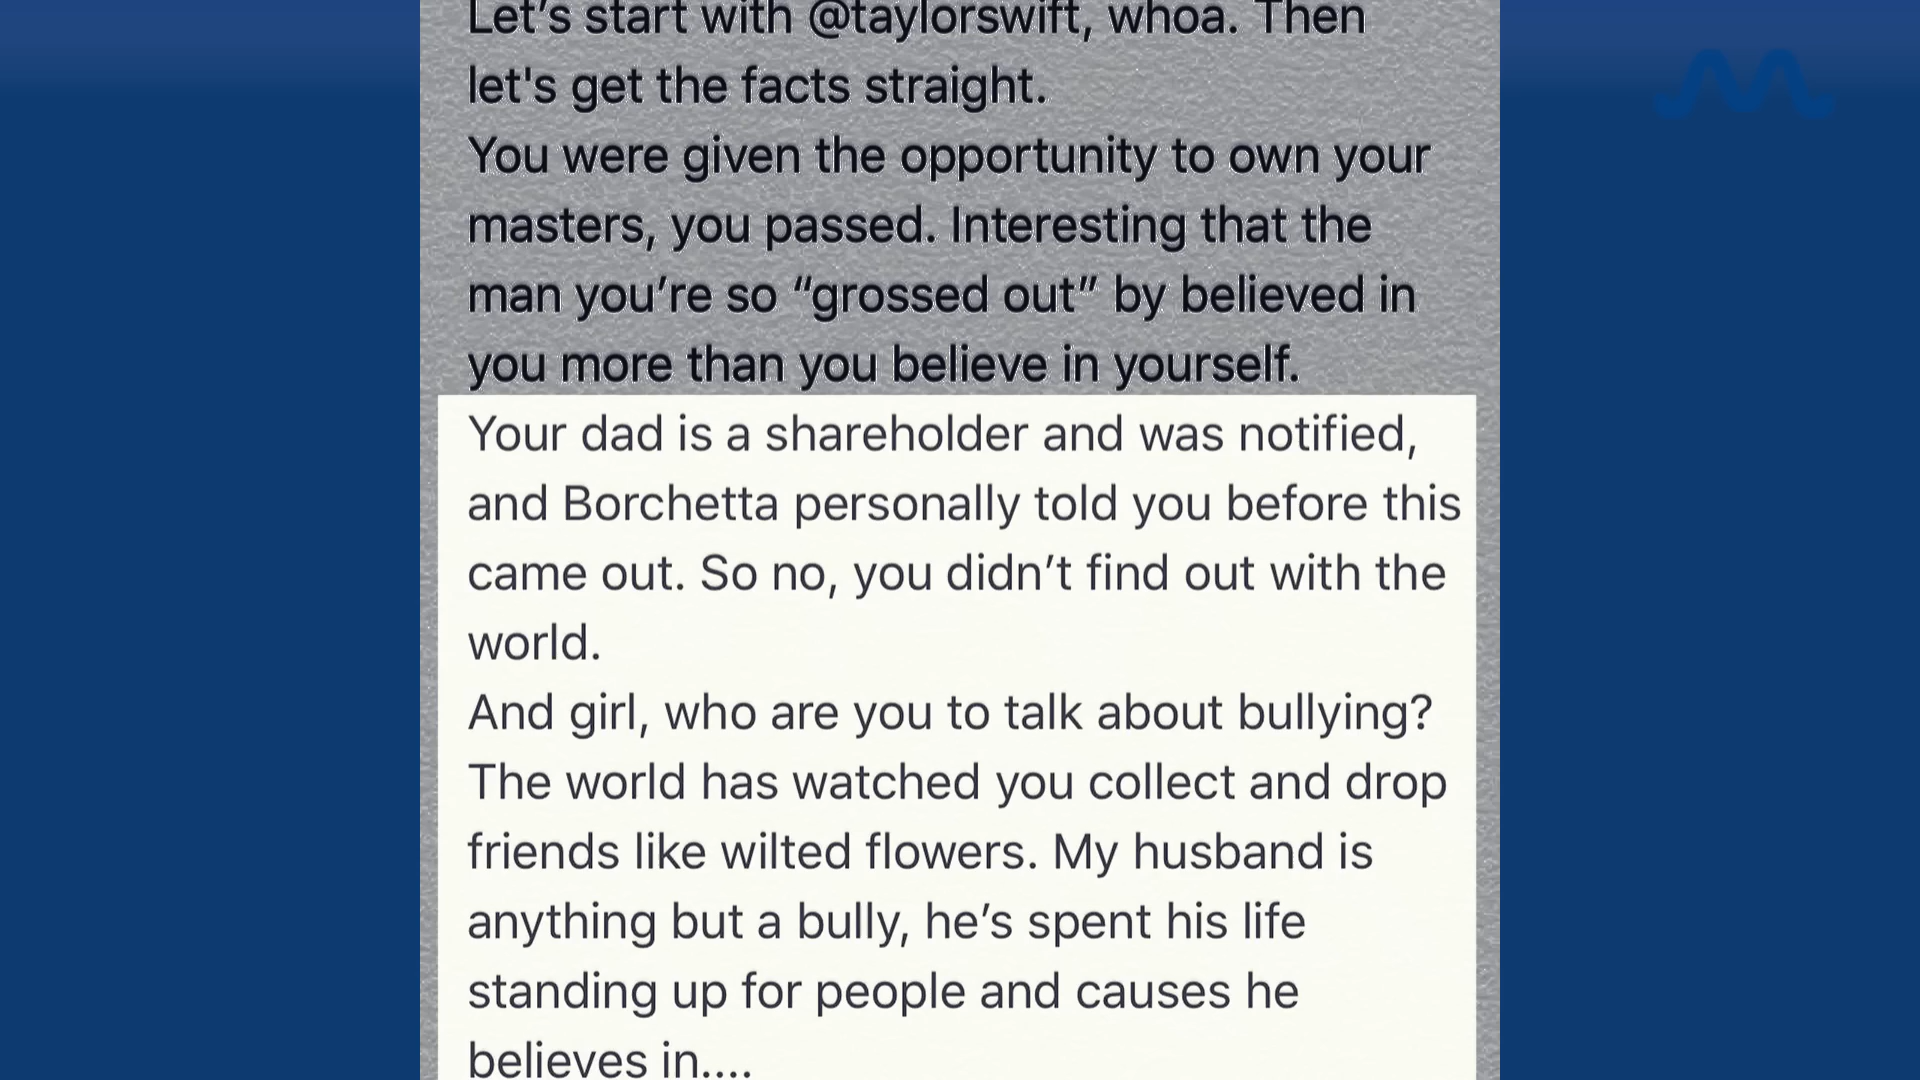 Let’s start with @taylorswift, whoa. Then
let's get the facts straight.
You were given the opportunity to own your
masters, you passed. Interesting that the
man you’re so “grossed out” by believed in
you more than you believe in yourself.
Your dad is a shareholder and was notified,
and Borchetta personally told you before this
came out. So no, you didn’t find out with the
world.
And girl, who are you to talk about bullying?
The world has watched you collect and drop
friends like wilted flowers. My husband is
anything but a bully, he’s spent his life
standing up for people and causes he
believes in....